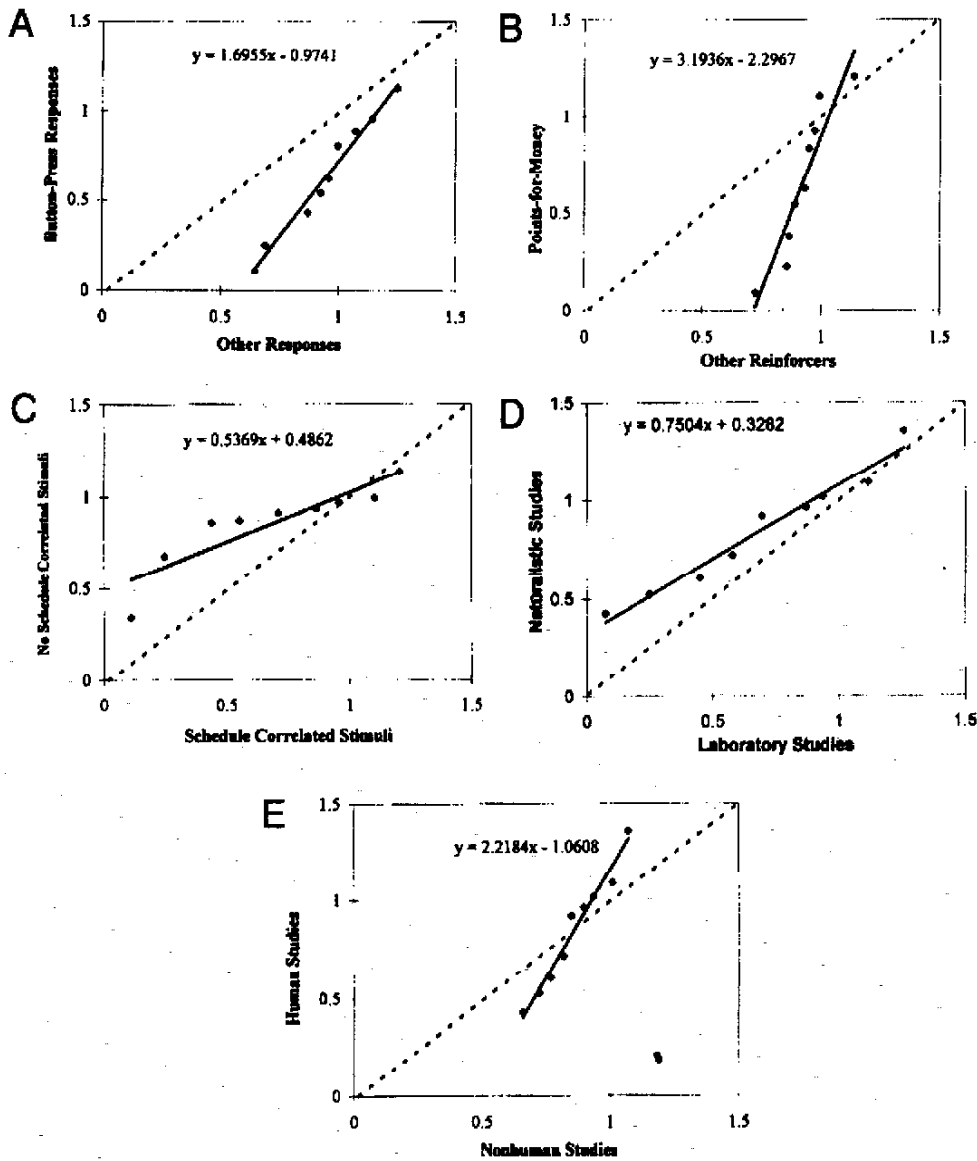 A
1.5
y = 1.6955x - 0.9741
1
0.5
0
Button-Press Responses
0 0.5 1 1.5
Other Responses
B
1.5
y = 3.1936x - 2.2967
1
0.5
0
Points-for-Money
0 0.5 1 1.5
Other Reinforcers
C
1.5
y = 0.5369x + 0.4862
1
0.5
0
No Schedule Correlated Stimuli
0 0.5 1 1.5
Schedule Correlated Stimuli
D
1.5
y = 0.7504x + 0.3282
1
0.5
0
Naturalistic Studies
0 0.5 1 1.5
Laboratory Studies
E
1.5
y = 2.2184x - 1.0608
1
0.5
0
Human Studies
0 0.5 1 1.5
Nonhuman Studies